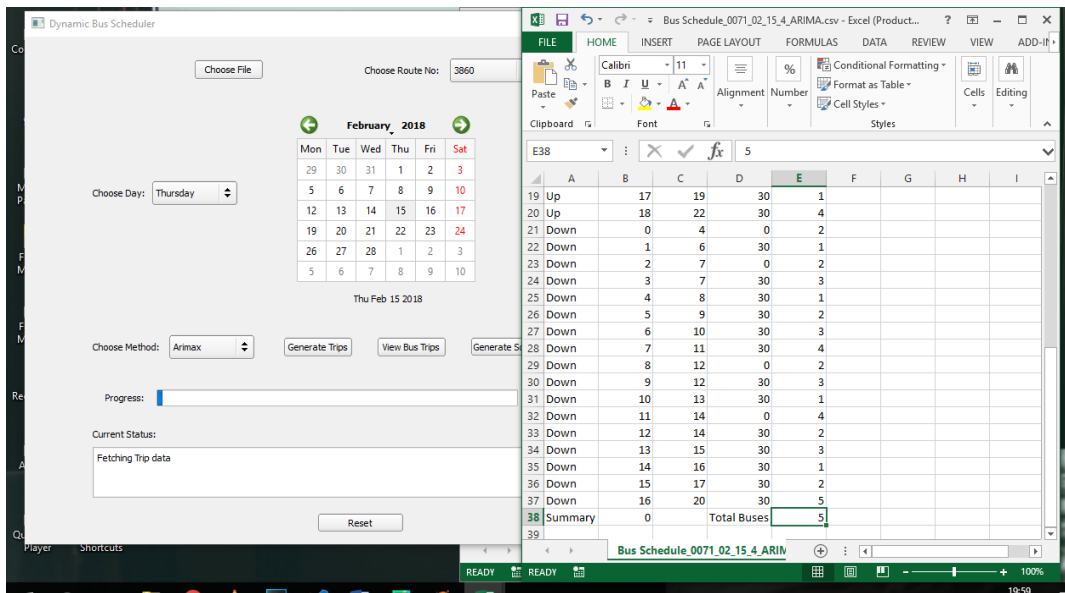 Dynamic Bus Scheduler
Choose File
Choose Route No: 3860
February, 2018
Mon Tue Wed Thu Fri Sat
29 30 31 1 2 3
5 6 7 8 9 10
12 13 14 15 16 17
19 20 21 22 23 24
26 27 28 1 2 3
5 6 7 8 9 10
Choose Day: Thursday
Thu Feb 15 2018
Choose Method: Arimax
Generate Trips View Bus Trips Generate S
Progress:
Current Status:
Fetching Trip data
Reset
Player Shortcuts
Bus Schedule_0071_02_15_4_ARIMA.csv - Excel (Product... ?
FILE HOME INSERT PAGE LAYOUT FORMULAS DATA REVIEW VIEW ADD-IN
Paste
Calibri 11
B I U A A
A
Alignment
% Number
Conditional Formatting
Format as Table
Cell Styles
Cells
Editing
Clipboard Font Styles
E38 fx 5
A B C D E F G H I
19 Up 17 19 30 1
20 Up 18 22 30 4
21 Down 0 4 0 2
22 Down 1 6 30 1
23 Down 2 7 0 2
24 Down 3 7 30 3
25 Down 4 8 30 1
26 Down 5 9 30 2
27 Down 6 10 30 3
28 Down 7 11 30 4
29 Down 8 12 0 2
30 Down 9 12 30 3
31 Down 10 13 30 1
32 Down 11 14 0 4
33 Down 12 14 30 2
34 Down 13 15 30 3
35 Down 14 16 30 1
36 Down 15 17 30 2
37 Down 16 20 30 5
38 Summary 0 Total Buses 5
39
Bus Schedule_0071_02_15_4_ARIM
READY READY 100%
19:59